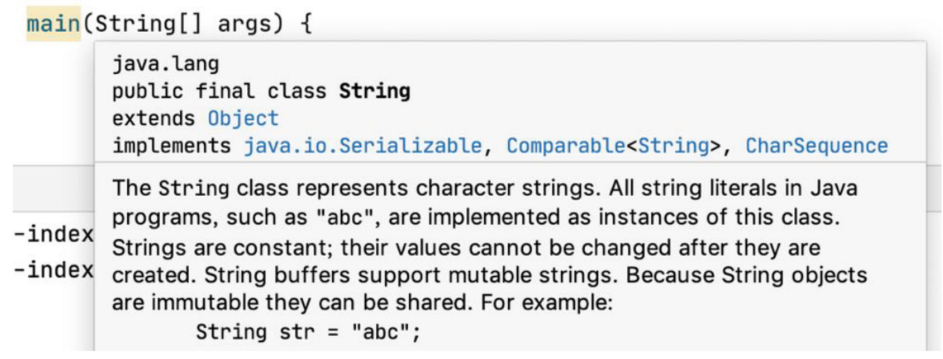 main(String[] args) {
java.lang
public final class String
extends Object
implements java.io.Serializable, Comparable<String>, CharSequence
The String class represents character strings. All string literals in Java
programs, such as "abc", are implemented as instances of this class.
-index
Strings are constant; their values cannot be changed after they are
-index
created. String buffers support mutable strings. Because String objects
are immutable they can be shared. For example:
String str = "abc";